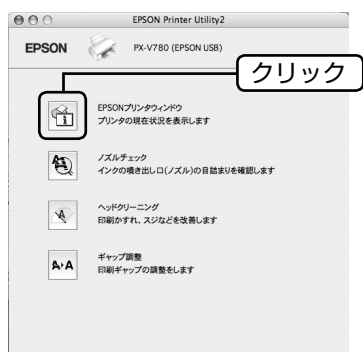 EPSON Printer Utility2
EPSON
PX-V780 (EPSON USB)
クリック
EPSONプリンタウィンドウ
プリンタの現在状況を表示します
ノズルチェック
インクの噴き出し口(ノズル)の目詰まりを確認します
ヘッドクリーニング
印刷かすれ、スジなどを改善します
ギャップ調整
印刷ギャップの調整をします